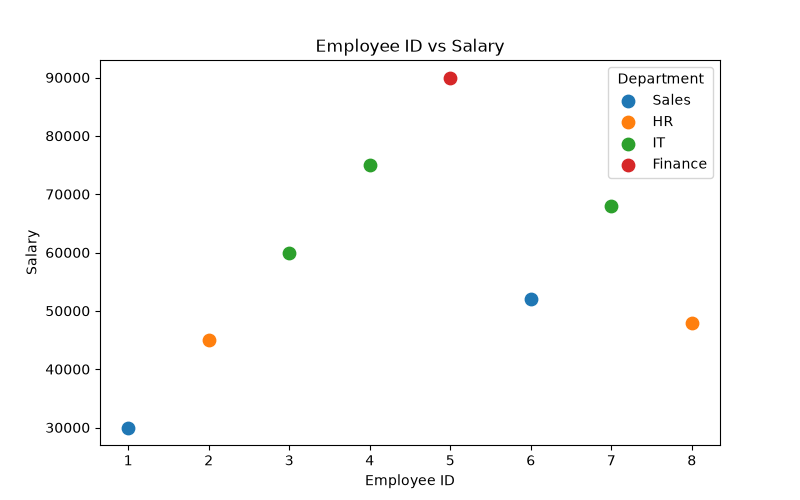 Employee ID vs Salary
Department
Sales
HR
IT
Finance
90000
80000
70000
60000
50000
40000
30000
Salary
1 2 3 4 5 6 7 8
Employee ID